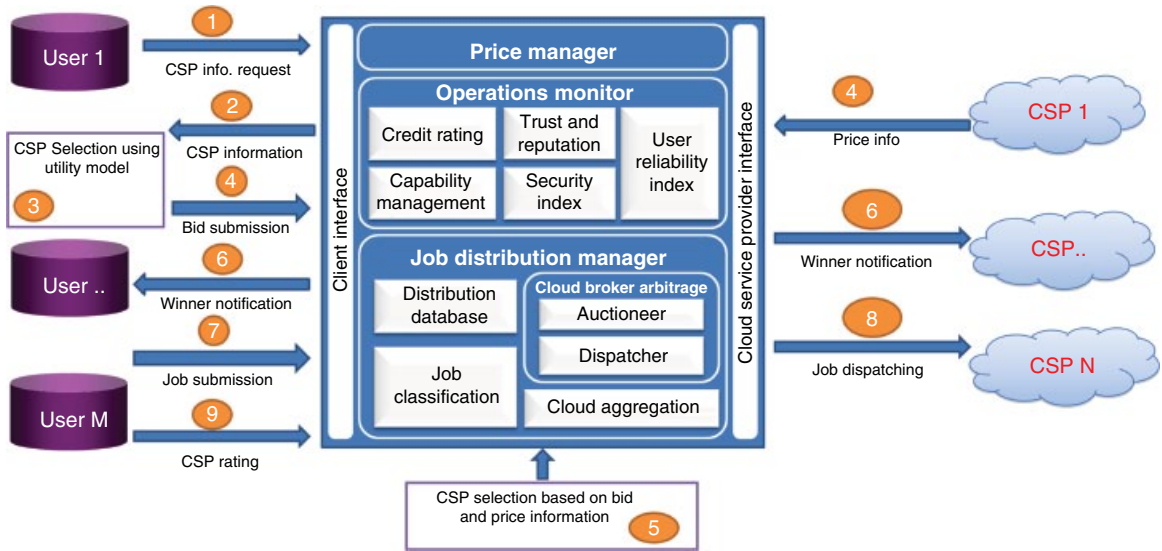 1
User 1
CSP info. request
2
CSP information
CSP Selection using
utility model
3
4
Bid submission
User ..
6
Winner notification
7
Job submission
User M
9
CSP rating
Client interface
Price manager
Operations monitor
Credit rating
Trust and
reputation
User
reliability
index
Capability
management
Security
index
Job distribution manager
Distribution
database
Cloud broker arbitrage
Auctioneer
Dispatcher
Job
classification
Cloud aggregation
Cloud service provider interface
4
Price info
CSP 1
6
Winner notification
CSP..
8
Job dispatching
CSP N
CSP selection based on bid
and price information
5